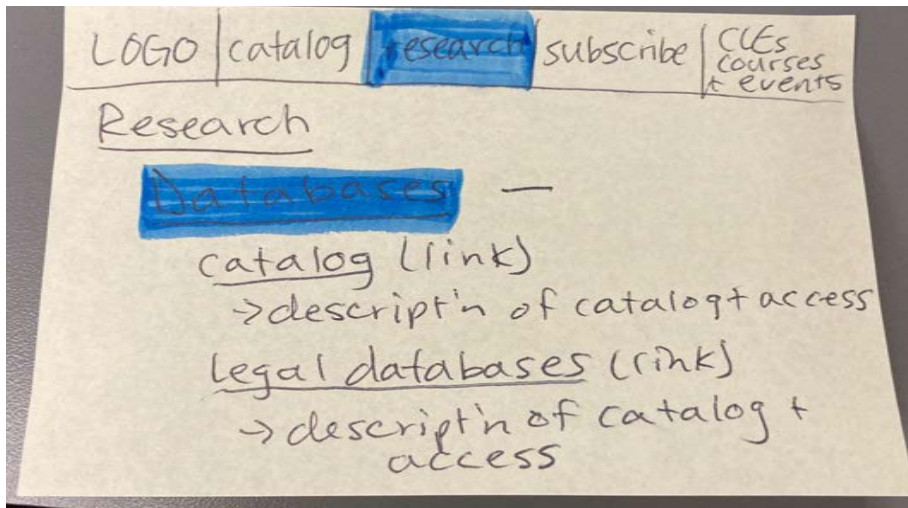 LOGO | catalog | research | subscribe | CLEs
courses
+ events
Research
Databases —
catalog (link)
→ descript'n of catalog + access
legal databases (link)
→ descript'n of catalog +
access